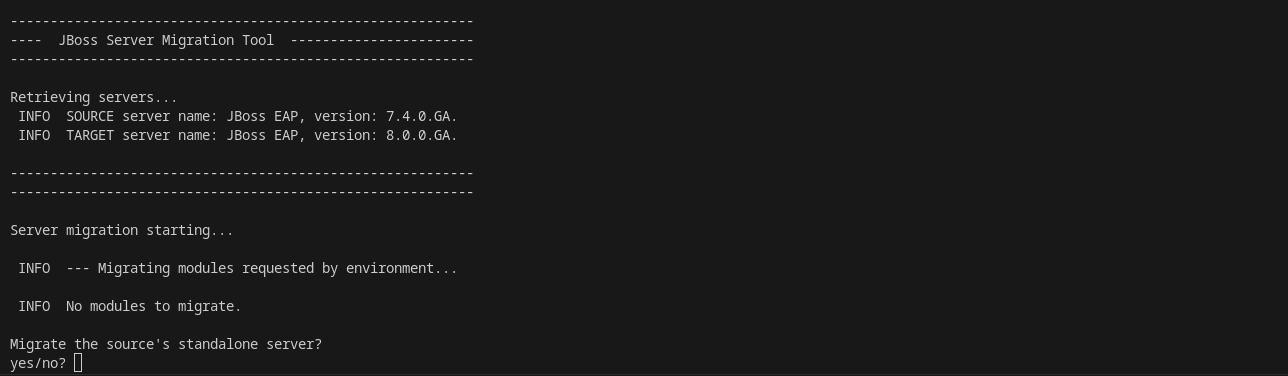 ----------------------------------------------------------
----  JBoss Server Migration Tool  -----------------------
----------------------------------------------------------
Retrieving servers...
INFO  SOURCE server name: JBoss EAP, version: 7.4.0.GA.
INFO  TARGET server name: JBoss EAP, version: 8.0.0.GA.
----------------------------------------------------------
----------------------------------------------------------
Server migration starting...
INFO  --- Migrating modules requested by environment...
INFO  No modules to migrate.
Migrate the source's standalone server?
yes/no?